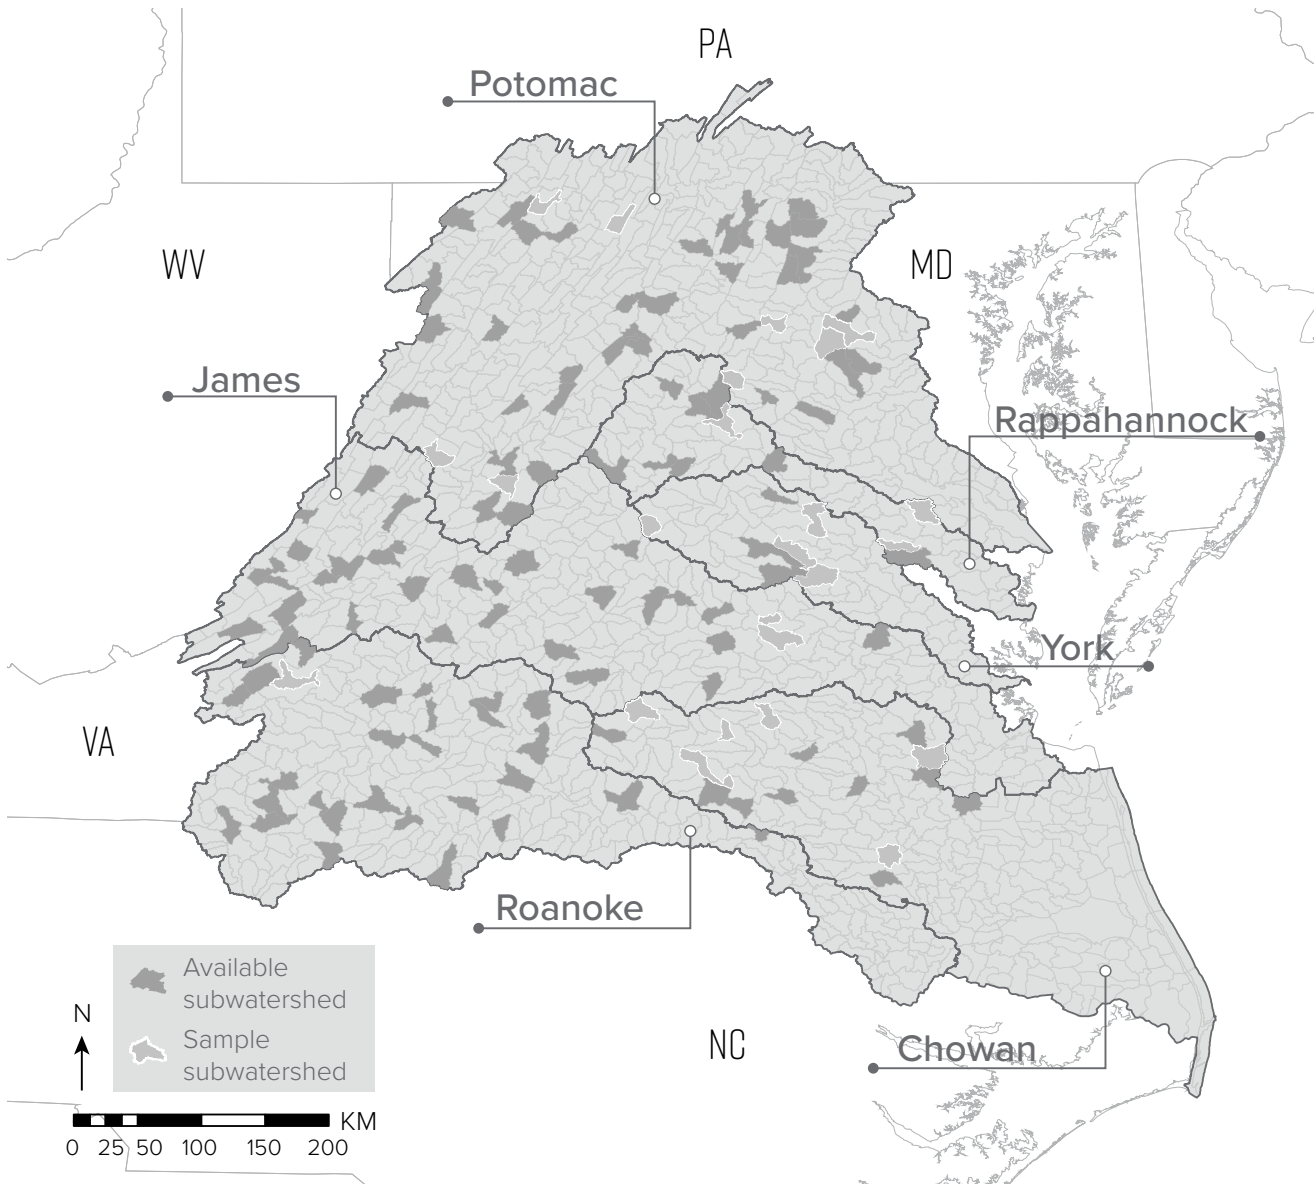 PA
Potomac
WV
MD
James
Rappahannock
York
VA
Roanoke
Available
subwatershed
Sample
subwatershed
N
NC
Chowan
KM
0 25 50 100 150 200